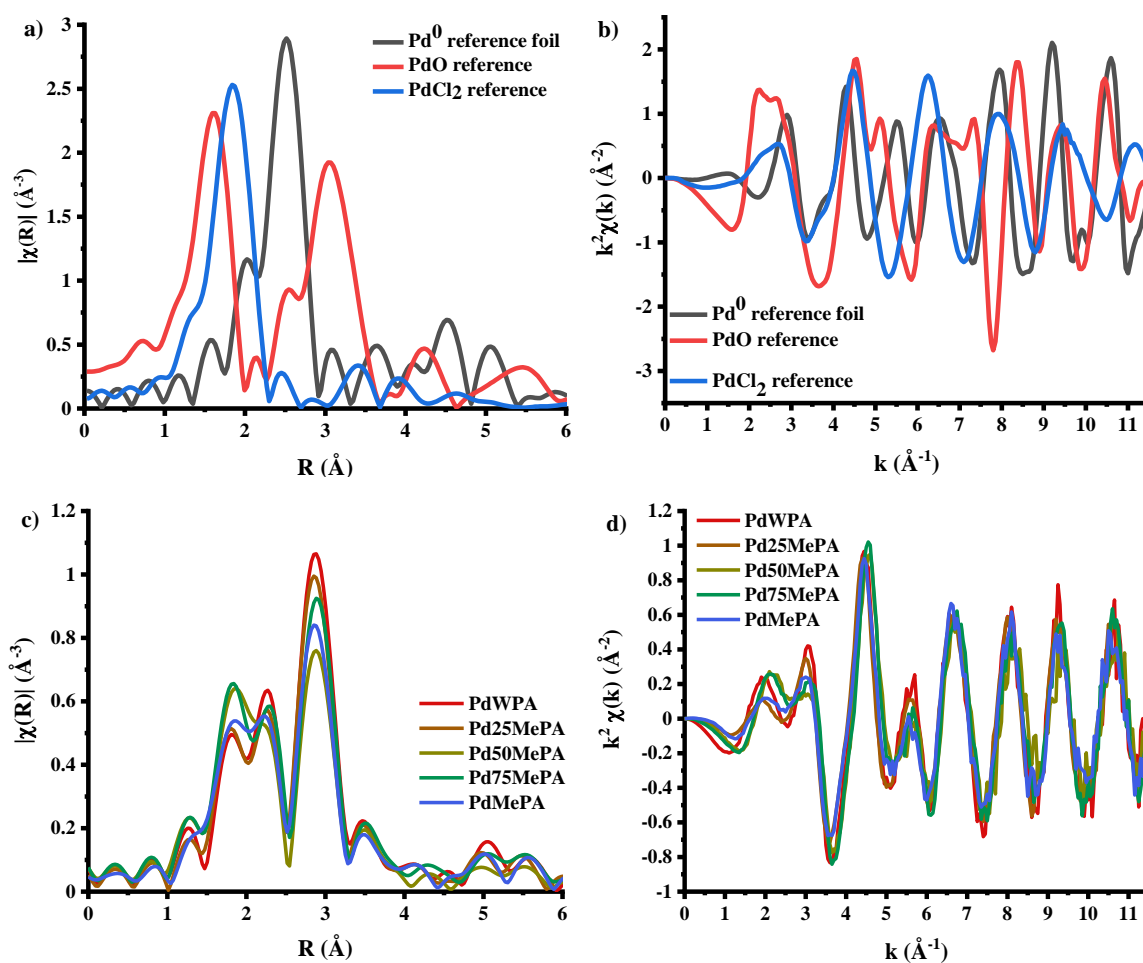 a)
|χ(R)| (Å⁻³)
3
2.5
2
1.5
1
0.5
0
0 1 2 3 4 5 6
R (Å)
Pd⁰ reference foil
PdO reference
PdCl₂ reference
b)
k²χ(k) (Å⁻²)
2
1
0
-1
-2
-3
0 1 2 3 4 5 6 7 8 9 10 11
k (Å⁻¹)
Pd⁰ reference foil
PdO reference
PdCl₂ reference
c)
|χ(R)| (Å⁻³)
1.2
1
0.8
0.6
0.4
0.2
0
0 1 2 3 4 5 6
R (Å)
PdWPA
Pd25MePA
Pd50MePA
Pd75MePA
PdMePA
d)
k² χ(k) (Å⁻²)
1.2
1
0.8
0.6
0.4
0.2
0
-0.2
-0.4
-0.6
-0.8
-1
0 1 2 3 4 5 6 7 8 9 10 11
k (Å⁻¹)
PdWPA
Pd25MePA
Pd50MePA
Pd75MePA
PdMePA